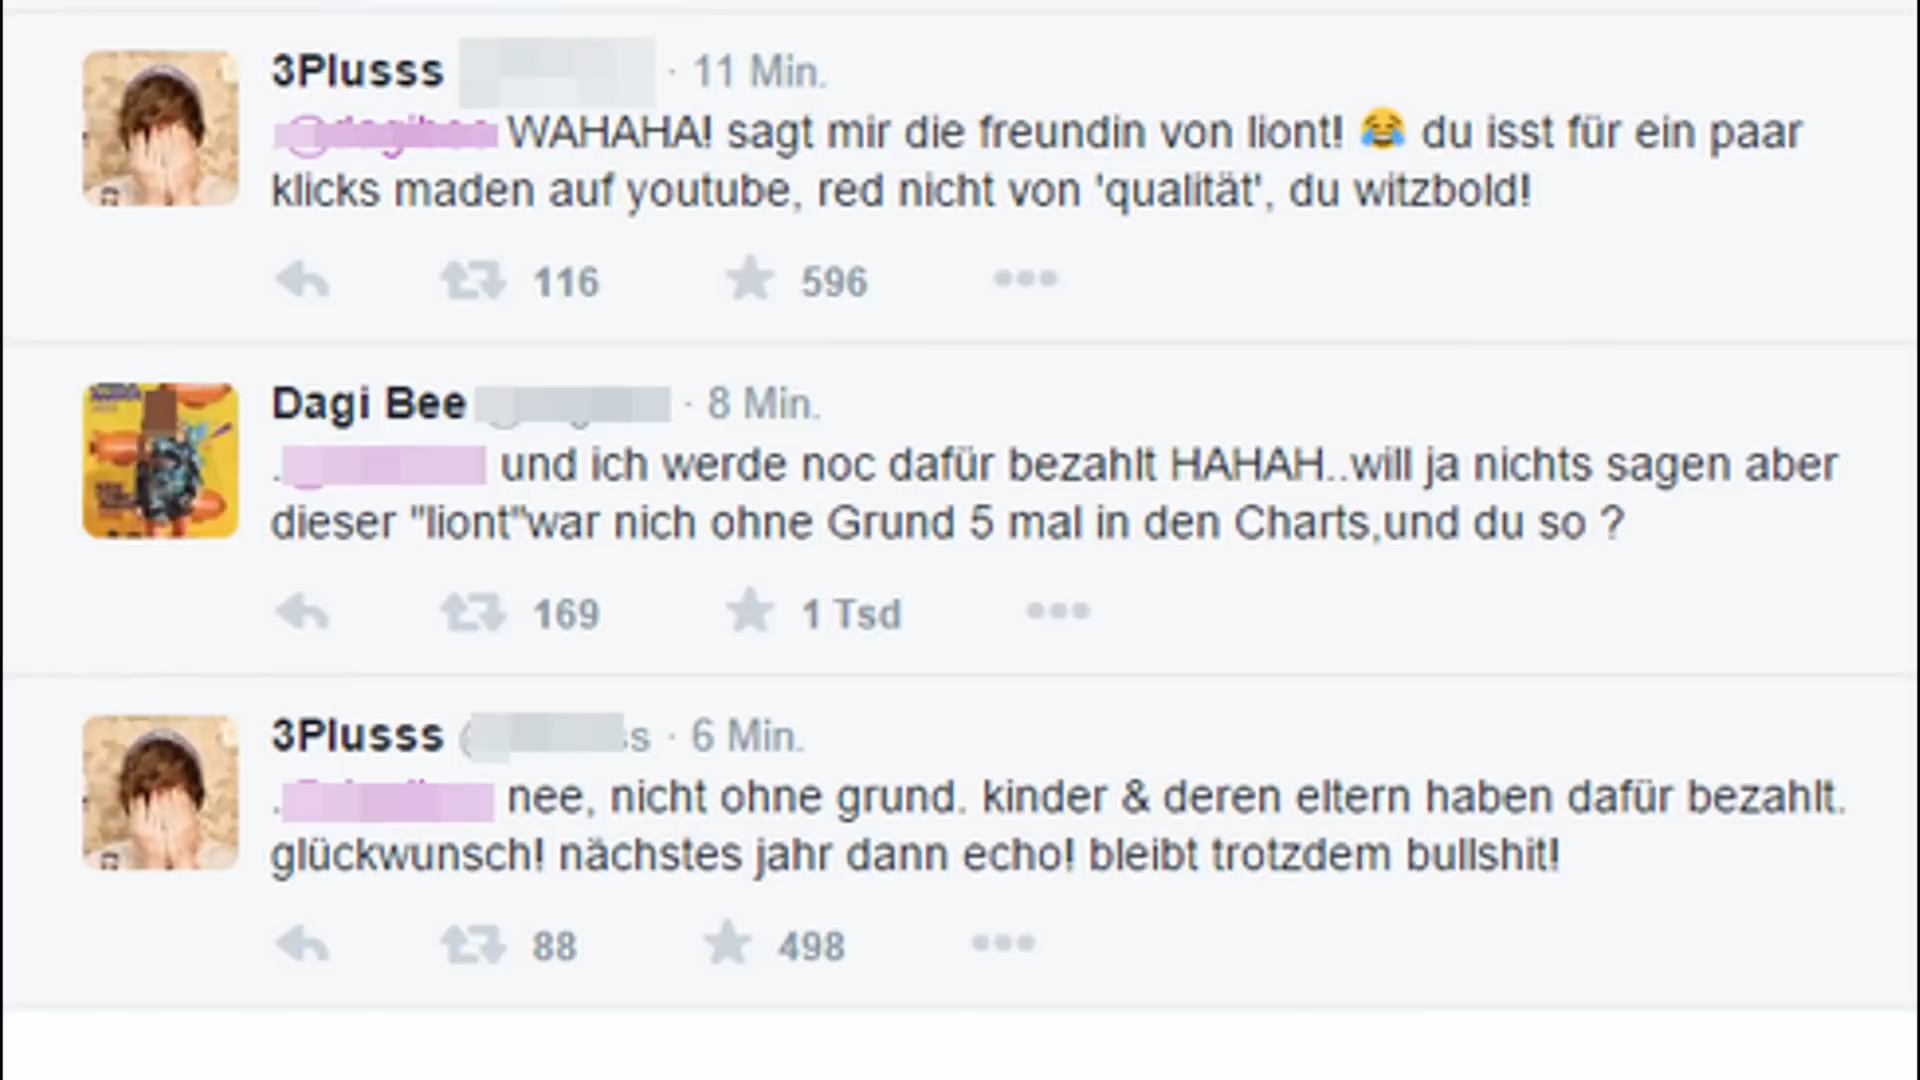 3Plusss · 11 Min.
WAHAHA! sagt mir die freundin von liont! 😂 du isst für ein paar
klicks maden auf youtube, red nicht von 'qualität', du witzbold!
116 596
Dagi Bee · 8 Min.
. und ich werde noc dafür bezahlt HAHAH..will ja nichts sagen aber
dieser "liont"war nich ohne Grund 5 mal in den Charts,und du so ?
169 1 Tsd
3Plusss · 6 Min.
. nee, nicht ohne grund. kinder & deren eltern haben dafür bezahlt.
glückwunsch! nächstes jahr dann echo! bleibt trotzdem bullshit!
88 498